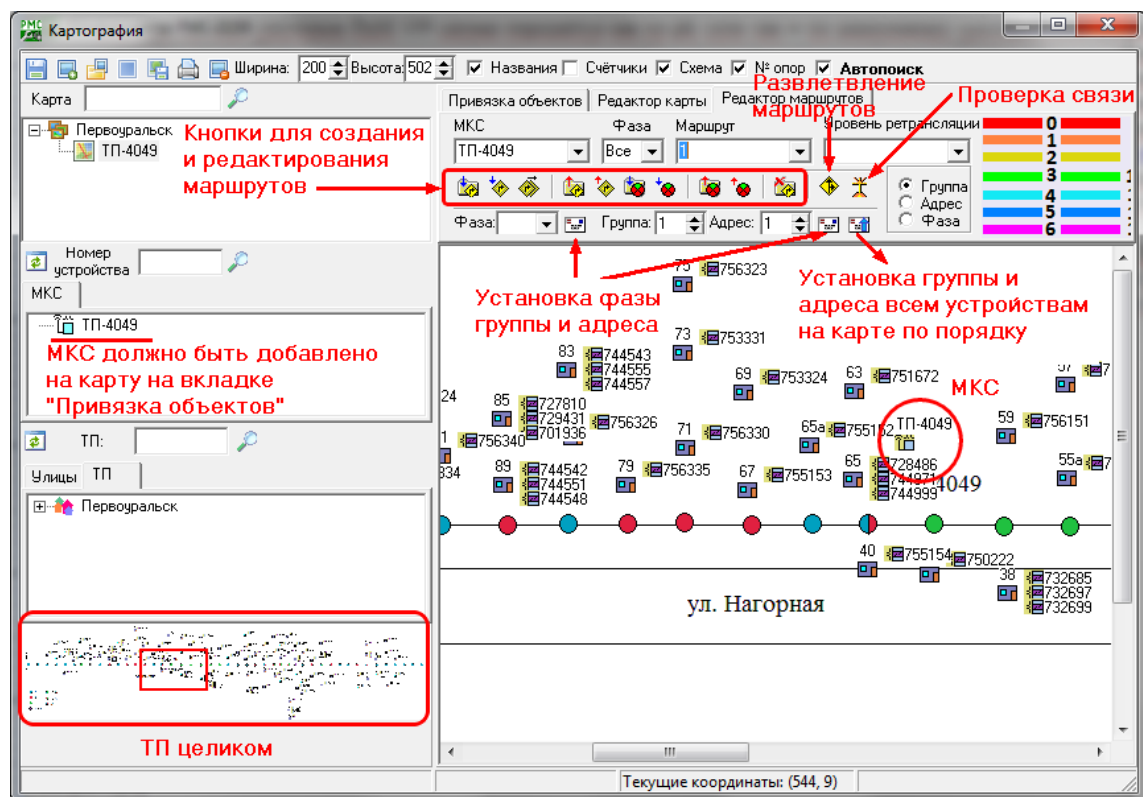 Картография
Ширина: 200 Высота: 502 Названия Счётчики Схема № опор Автопоиск
Карта
Первоуральск
ТП-4049
Кнопки для создания
и редактирования
маршрутов
Номер
устройства
МКС
ТП-4049
МКС должно быть добавлено
на карту на вкладке
"Привязка объектов"
ТП:
Улицы ТП
Первоуральск
ТП целиком
Привязка объектов Редактор карты Редактор маршрутов
Развлетвление
маршрутов
Проверка связи
МКС Фаза Маршрут Уровень ретрансляции
ТП-4049 Все 1
0
1
2
3
4
5
6
Группа
Адрес
Фаза
Фаза: Группа: 1 Адрес: 1
Установка фазы
группы и адреса
Установка группы и
адреса всем устройствам
на карте по порядку
МКС
75 756323
73 753331
83 744543
744555
744557
69 753324
63 751672
37
24
85 727810
729431
701936
756326
71 756330
65а 755152
ТП-4049
59 756151
1 756340
334
89 744542
744551
744548
79 756335
67 755153
65 728486
744971
744999
4049
55а
40 755154
750222
38 732685
732697
732699
ул. Нагорная
Текущие координаты: (544, 9)